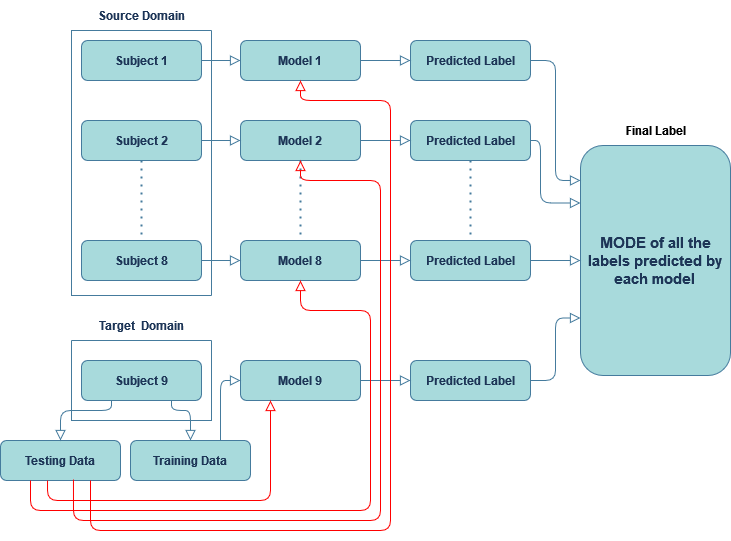 Source Domain
Subject 1
Model 1
Predicted Label
Subject 2
Model 2
Predicted Label
Final Label
MODE of all the
labels predicted by
each model
Subject 8
Model 8
Predicted Label
Target Domain
Subject 9
Model 9
Predicted Label
Testing Data
Training Data